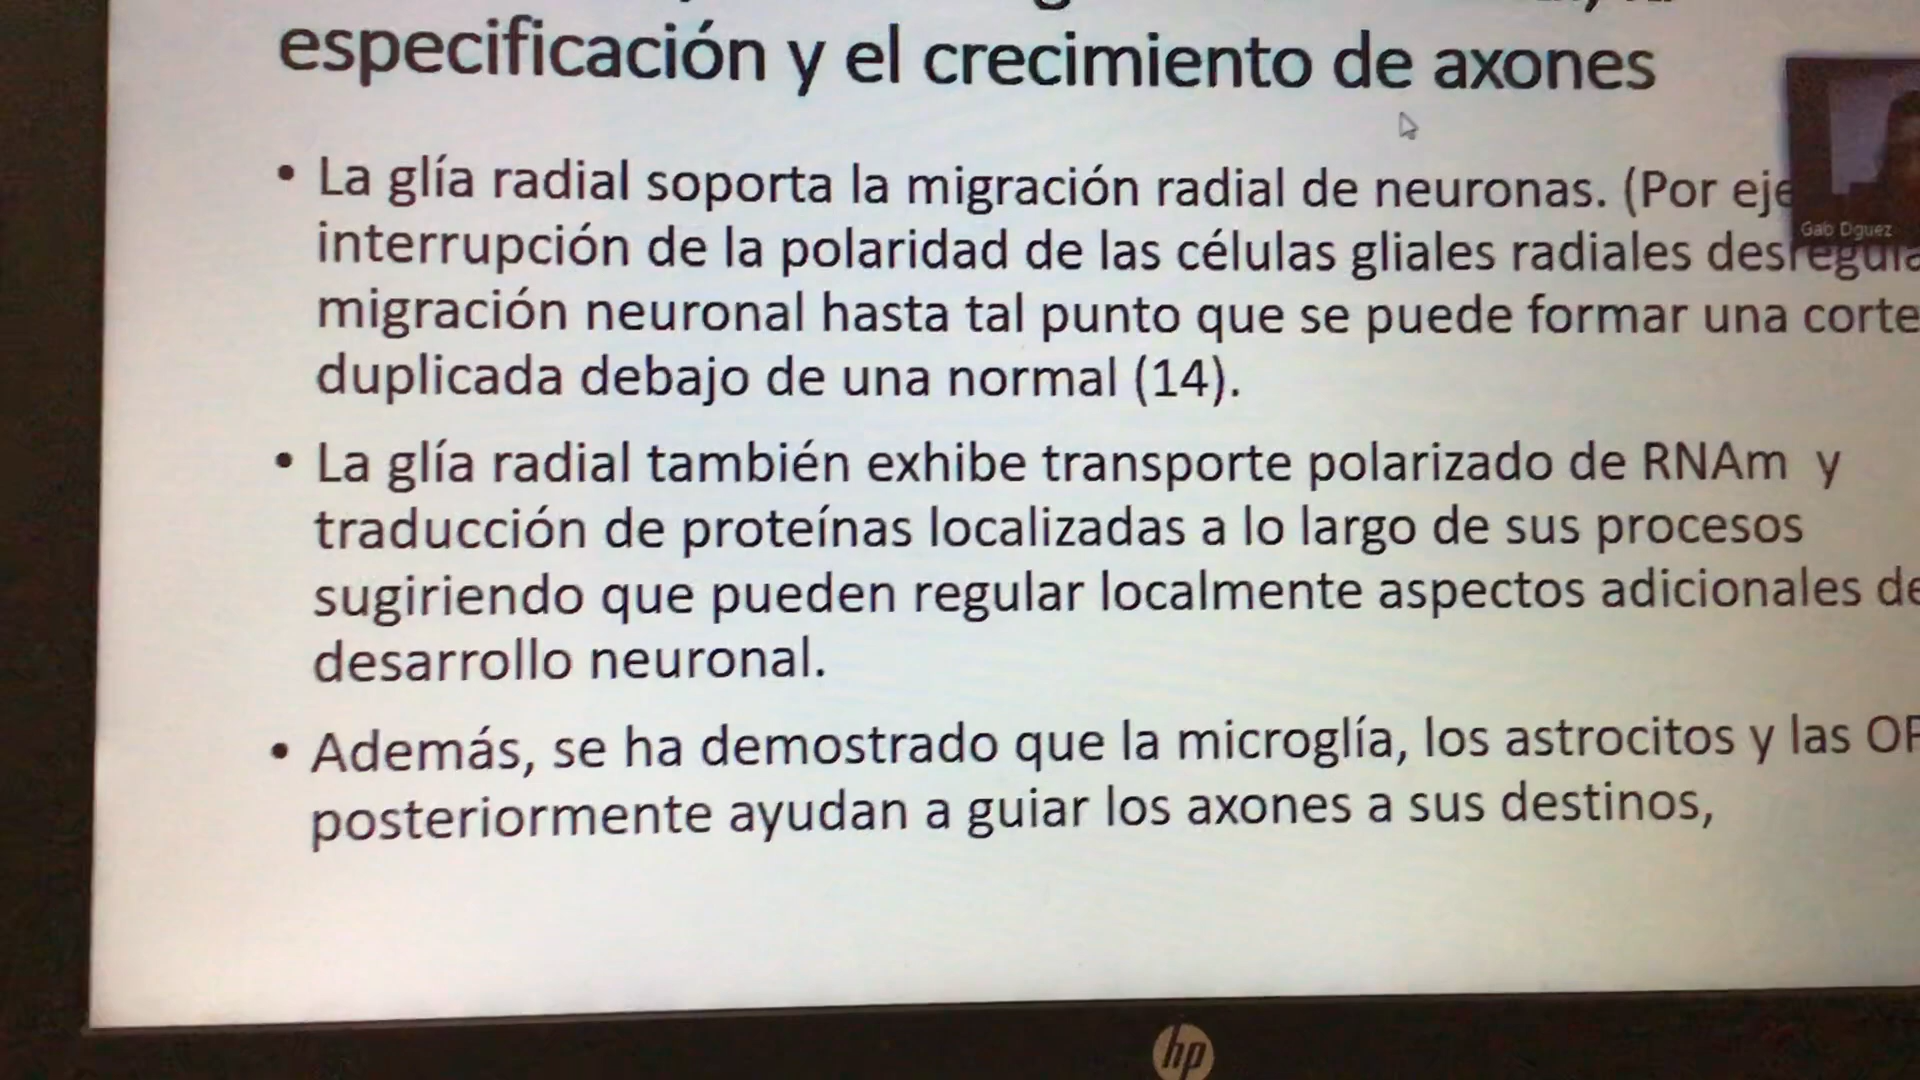 especificación y el crecimiento de axones
• La glía radial soporta la migración radial de neuronas. (Por eje
Gab Dguez
interrupción de la polaridad de las células gliales radiales desregula
migración neuronal hasta tal punto que se puede formar una corte
duplicada debajo de una normal (14).
• La glía radial también exhibe transporte polarizado de RNAm y
traducción de proteínas localizadas a lo largo de sus procesos
sugiriendo que pueden regular localmente aspectos adicionales de
desarrollo neuronal.
• Además, se ha demostrado que la microglía, los astrocitos y las
posteriormente ayudan a guiar los axones a sus destinos,
hp